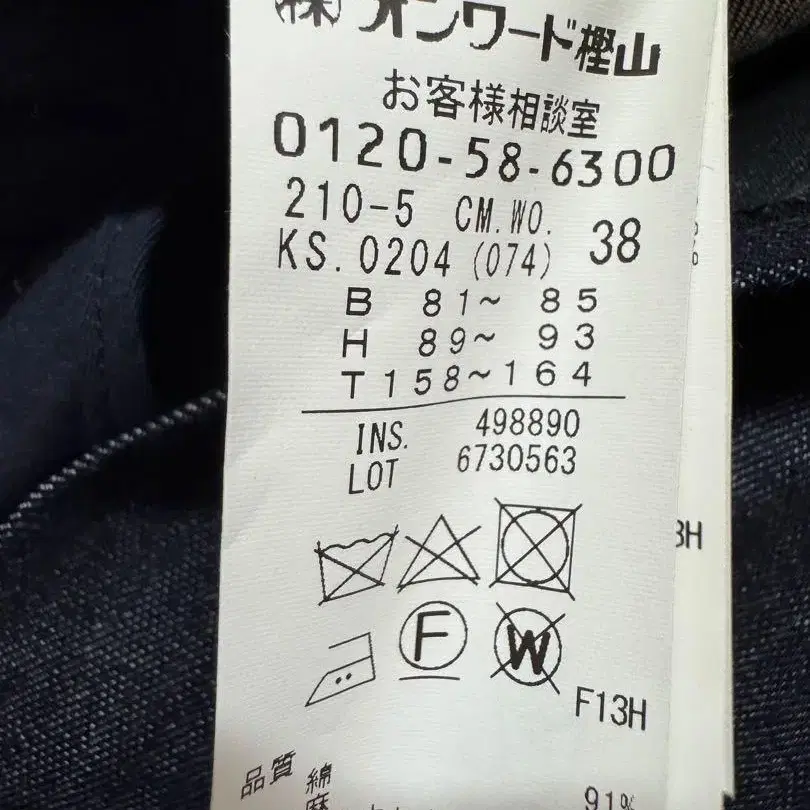 (株)オンワード樫山
お客様相談室
0120-58-6300
210-5 CM.WO. 38
KS.0204 (074)
B 81~ 85
H 89~ 93
T 158~164
INS. 498890
LOT 6730563
F
W
F13H
3H
品質
綿 91%
麻